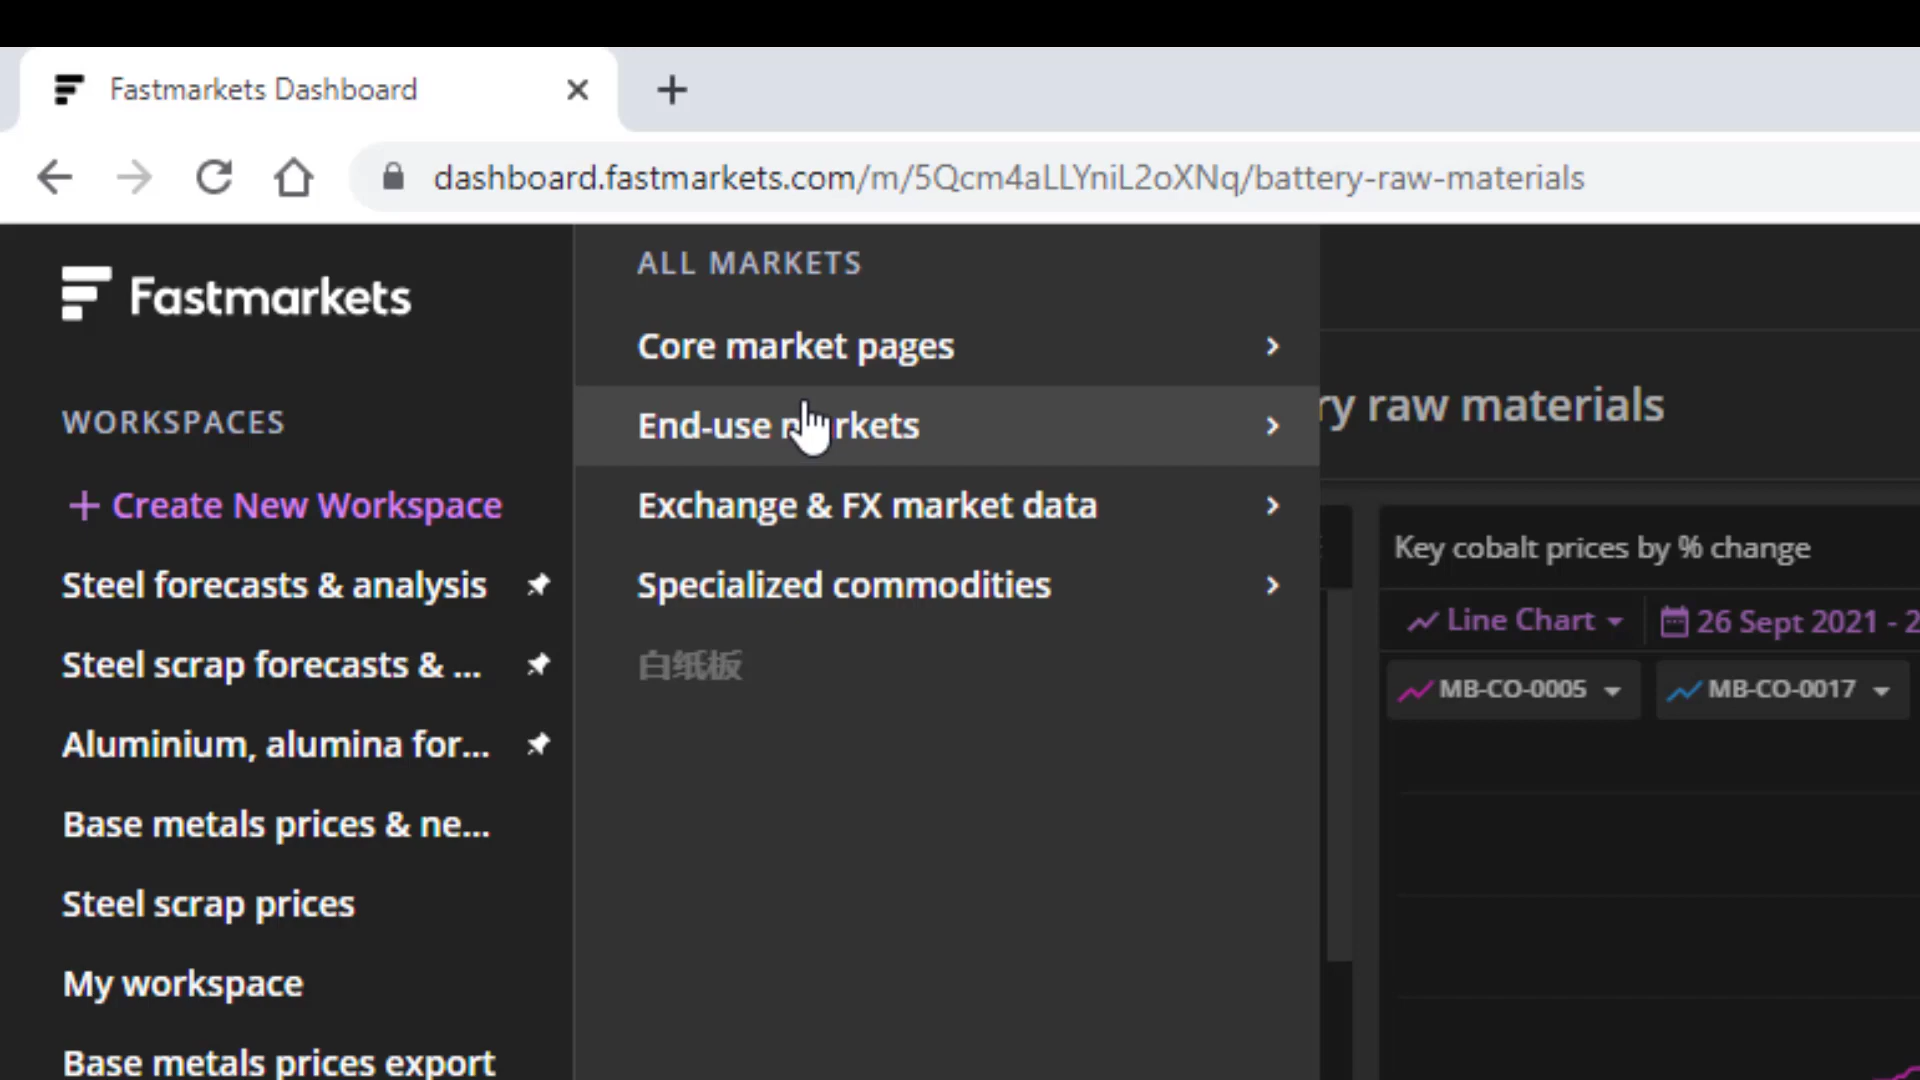 Fastmarkets Dashboard
dashboard.fastmarkets.com/m/5Qcm4aLLYniL2oXNq/battery-raw-materials
Fastmarkets
WORKSPACES
+ Create New Workspace
Steel forecasts & analysis
Steel scrap forecasts & ...
Aluminium, alumina for...
Base metals prices & ne...
Steel scrap prices
My workspace
Base metals prices export
ALL MARKETS
Core market pages
End-use markets
Exchange & FX market data
Specialized commodities
白纸板
ry raw materials
Key cobalt prices by % change
Line Chart
26 Sept 2021 - 2
MB-CO-0005
MB-CO-0017